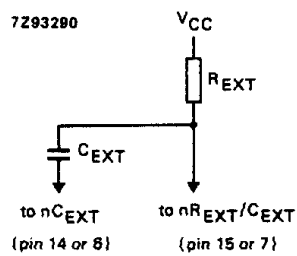 7Z93290
VCC
REXT
CEXT
to nCEXT
(pin 14 or 6)
to nREXT/CEXT
(pin 15 or 7)